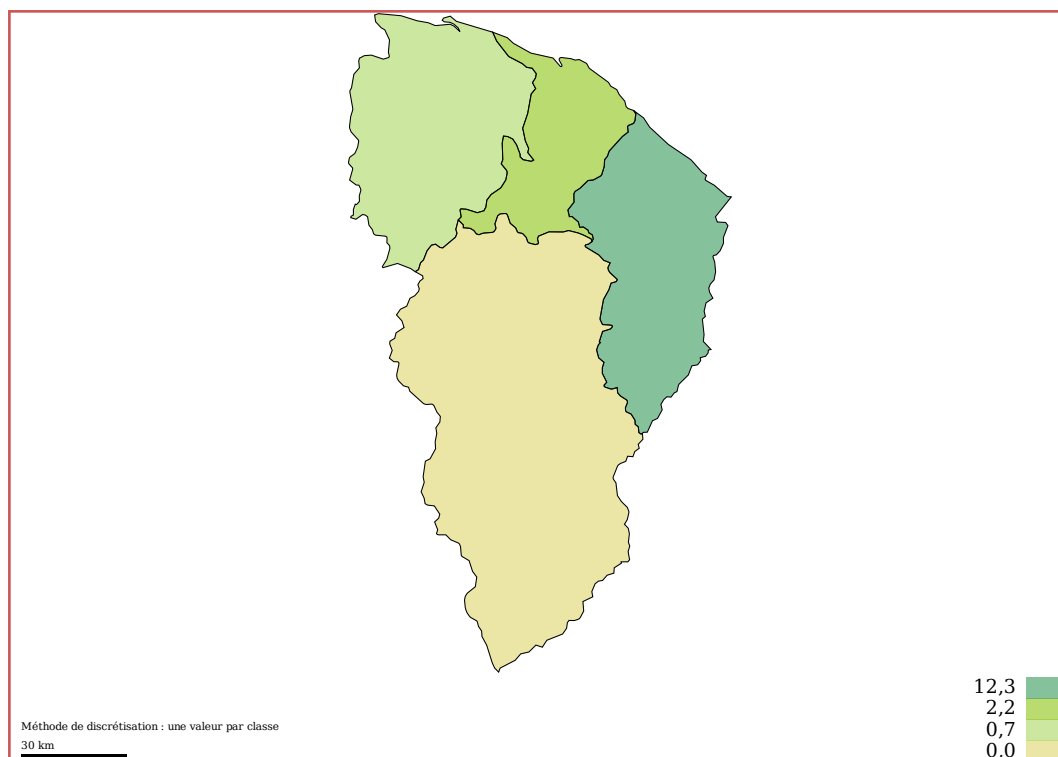 12,3
2,2
0,7
0,0
Méthode de discrétisation : une valeur par classe
30 km